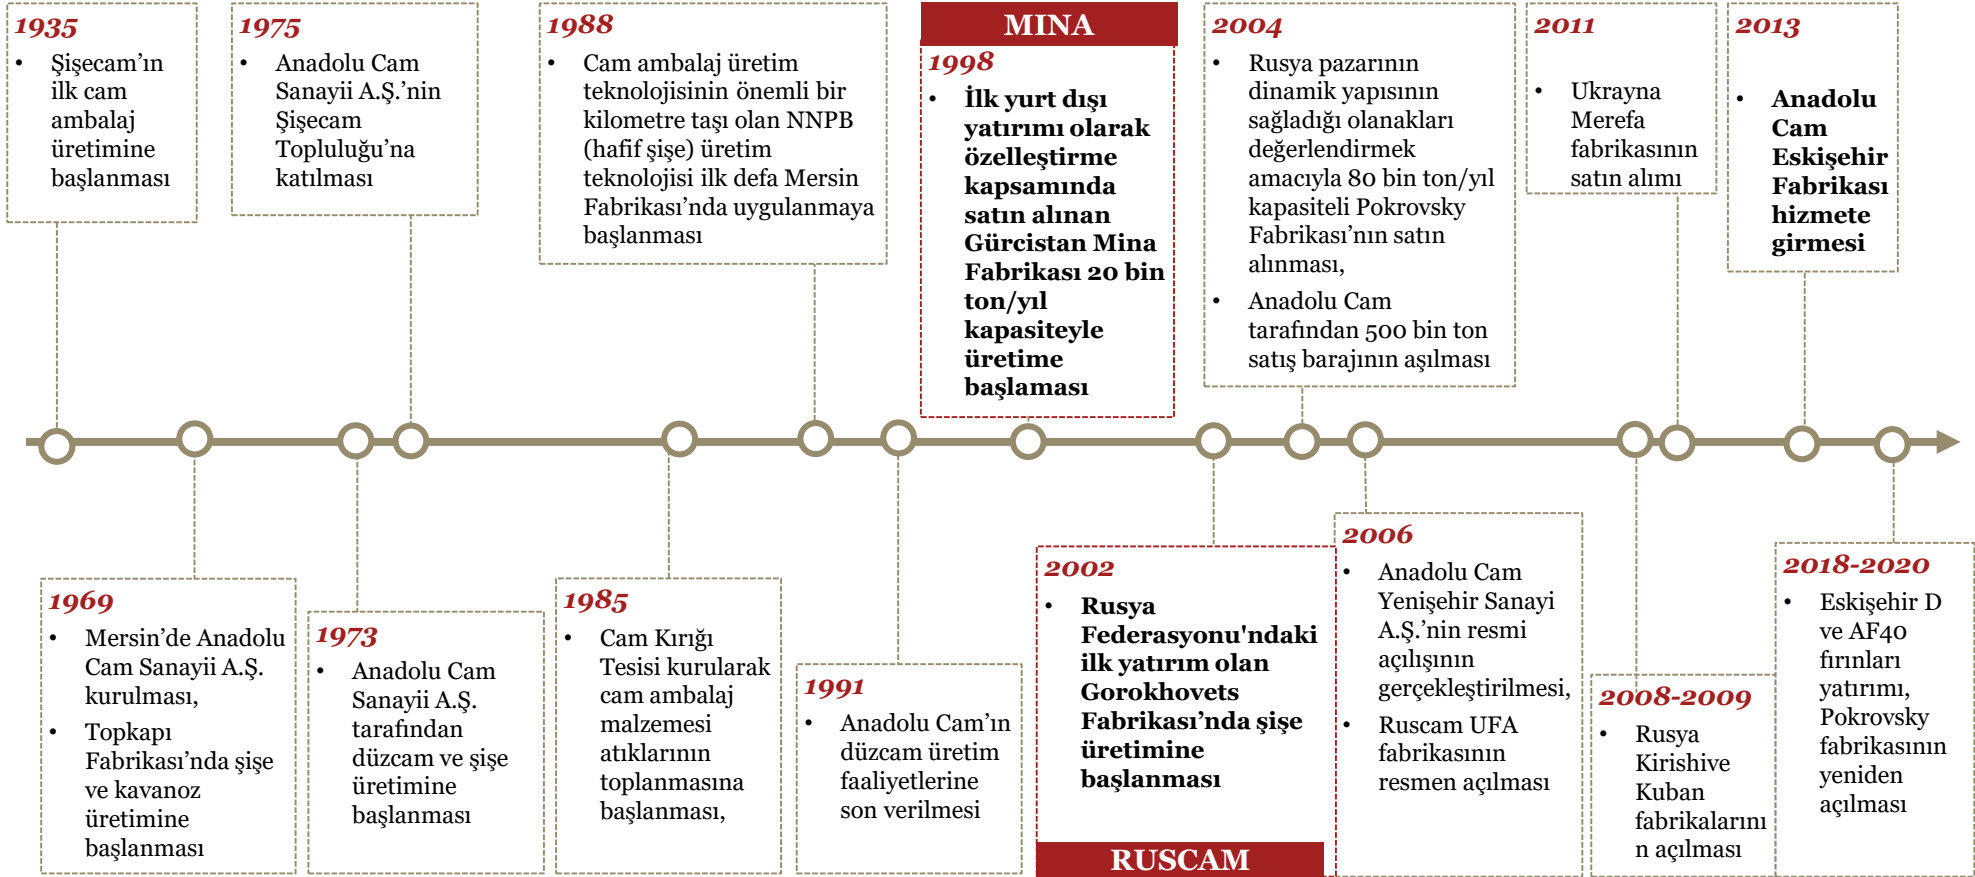 1935
• Şişecam’ın
ilk cam
ambalaj
üretimine
başlanması
1975
• Anadolu Cam
Sanayii A.Ş.’nin
Şişecam
Topluluğu’na
katılması
1988
• Cam ambalaj üretim
teknolojisinin önemli bir
kilometre taşı olan NNPB
(hafif şişe) üretim
teknolojisi ilk defa Mersin
Fabrikası’nda uygulanmaya
başlanması
MINA
1998
• İlk yurt dışı
yatırımı olarak
özelleştirme
kapsamında
satın alınan
Gürcistan Mina
Fabrikası 20 bin
ton/yıl
kapasiteyle
üretime
başlaması
2004
• Rusya pazarının
dinamik yapısının
sağladığı olanakları
değerlendirmek
amacıyla 80 bin ton/yıl
kapasiteli Pokrovsky
Fabrikası’nın satın
alınması,
• Anadolu Cam
tarafından 500 bin ton
satış barajının aşılması
2011
• Ukrayna
Merefa
fabrikasının
satın alımı
2013
• Anadolu
Cam
Eskişehir
Fabrikası
hizmete
girmesi
1969
• Mersin’de Anadolu
Cam Sanayii A.Ş.
kurulması,
• Topkapı
Fabrikası’nda şişe
ve kavanoz
üretimine
başlanması
1973
• Anadolu Cam
Sanayii A.Ş.
tarafından
düzcam ve şişe
üretimine
başlanması
1985
• Cam Kırığı
Tesisi kurularak
cam ambalaj
malzemesi
atıklarının
toplanmasına
başlanması,
1991
• Anadolu Cam’ın
düzcam üretim
faaliyetlerine
son verilmesi
2002
• Rusya
Federasyonu'ndaki
ilk yatırım olan
Gorokhovets
Fabrikası’nda şişe
üretimine
başlanması
RUSCAM
2006
• Anadolu Cam
Yenişehir Sanayi
A.Ş.’nin resmi
açılışının
gerçekleştirilmesi,
• Ruscam UFA
fabrikasının
resmen açılması
2008-2009
• Rusya
Kirishive
Kuban
fabrikalarını
n açılması
2018-2020
• Eskişehir D
ve AF40
fırınları
yatırımı,
Pokrovsky
fabrikasının
yeniden
açılması